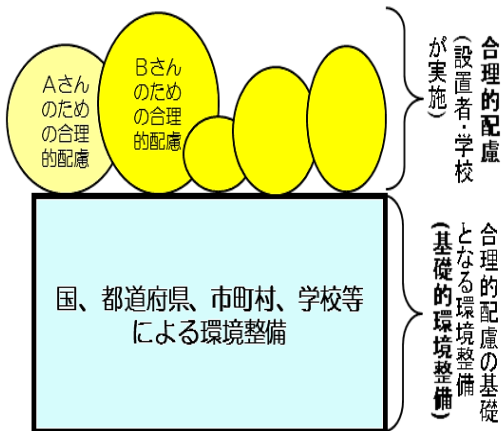 Aさん
のため
の合理
的配慮
Bさん
のため
の合理
的配慮
合理的配慮
(設置者・学校
が実施)
国、都道府県、市町村、学校等
による環境整備
合理的配慮の基礎
となる環境整備
(基礎的環境整備)